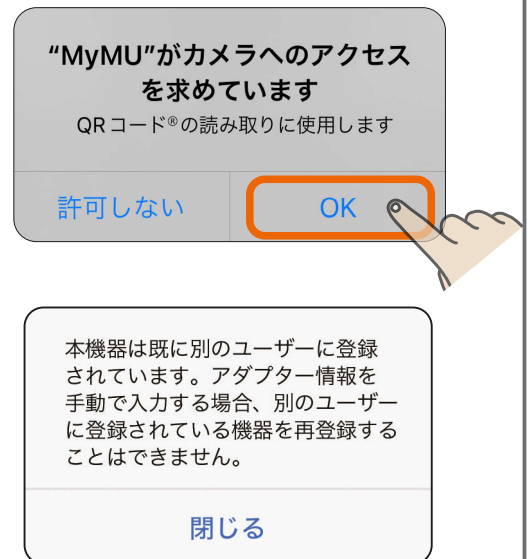 “MyMU”がカメラへのアクセス
を求めています
QRコード®の読み取りに使用します
許可しない
OK
本機器は既に別のユーザーに登録
されています。アダプター情報を
手動で入力する場合、別のユーザー
に登録されている機器を再登録する
ことはできません。
閉じる